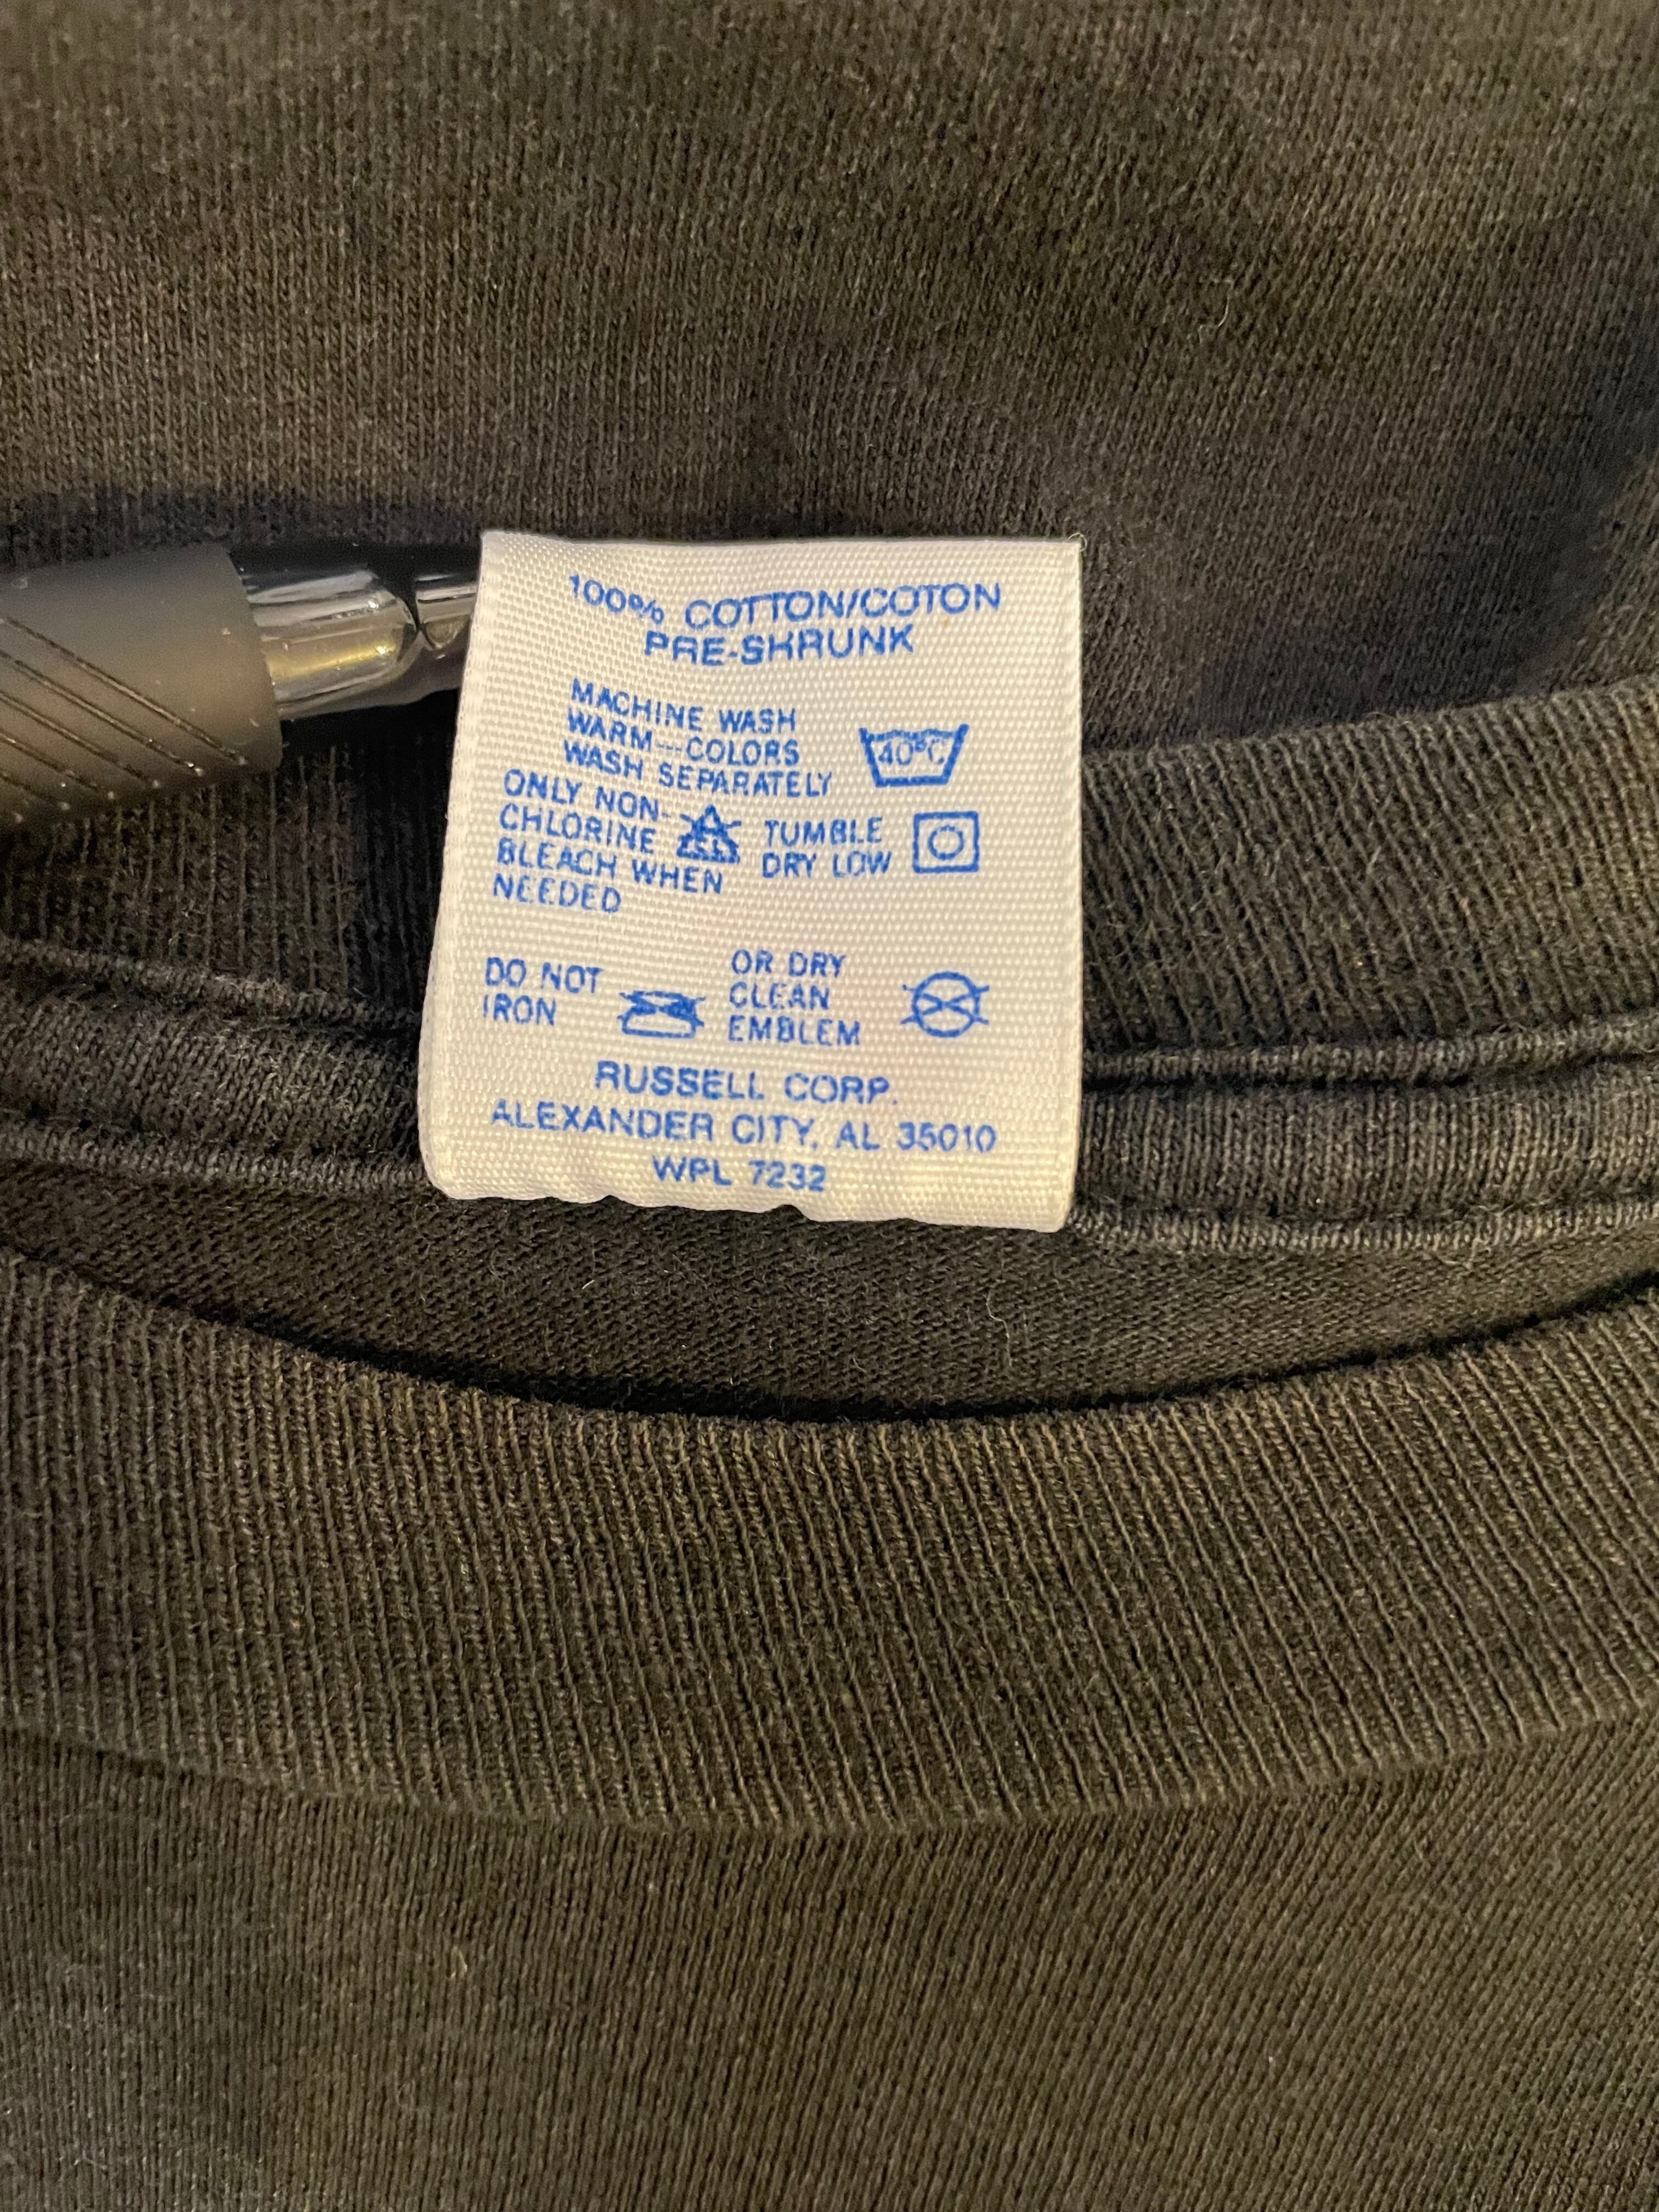 100% COTTON/COTON
PRE-SHRUNK
MACHINE WASH
WARM---COLORS
WASH SEPARATELY
40°C
ONLY NON-
CHLORINE
BLEACH WHEN
NEEDED
TUMBLE
DRY LOW
DO NOT
IRON
OR DRY
CLEAN
EMBLEM
RUSSELL CORP.
ALEXANDER CITY, AL 35010
WPL 7232